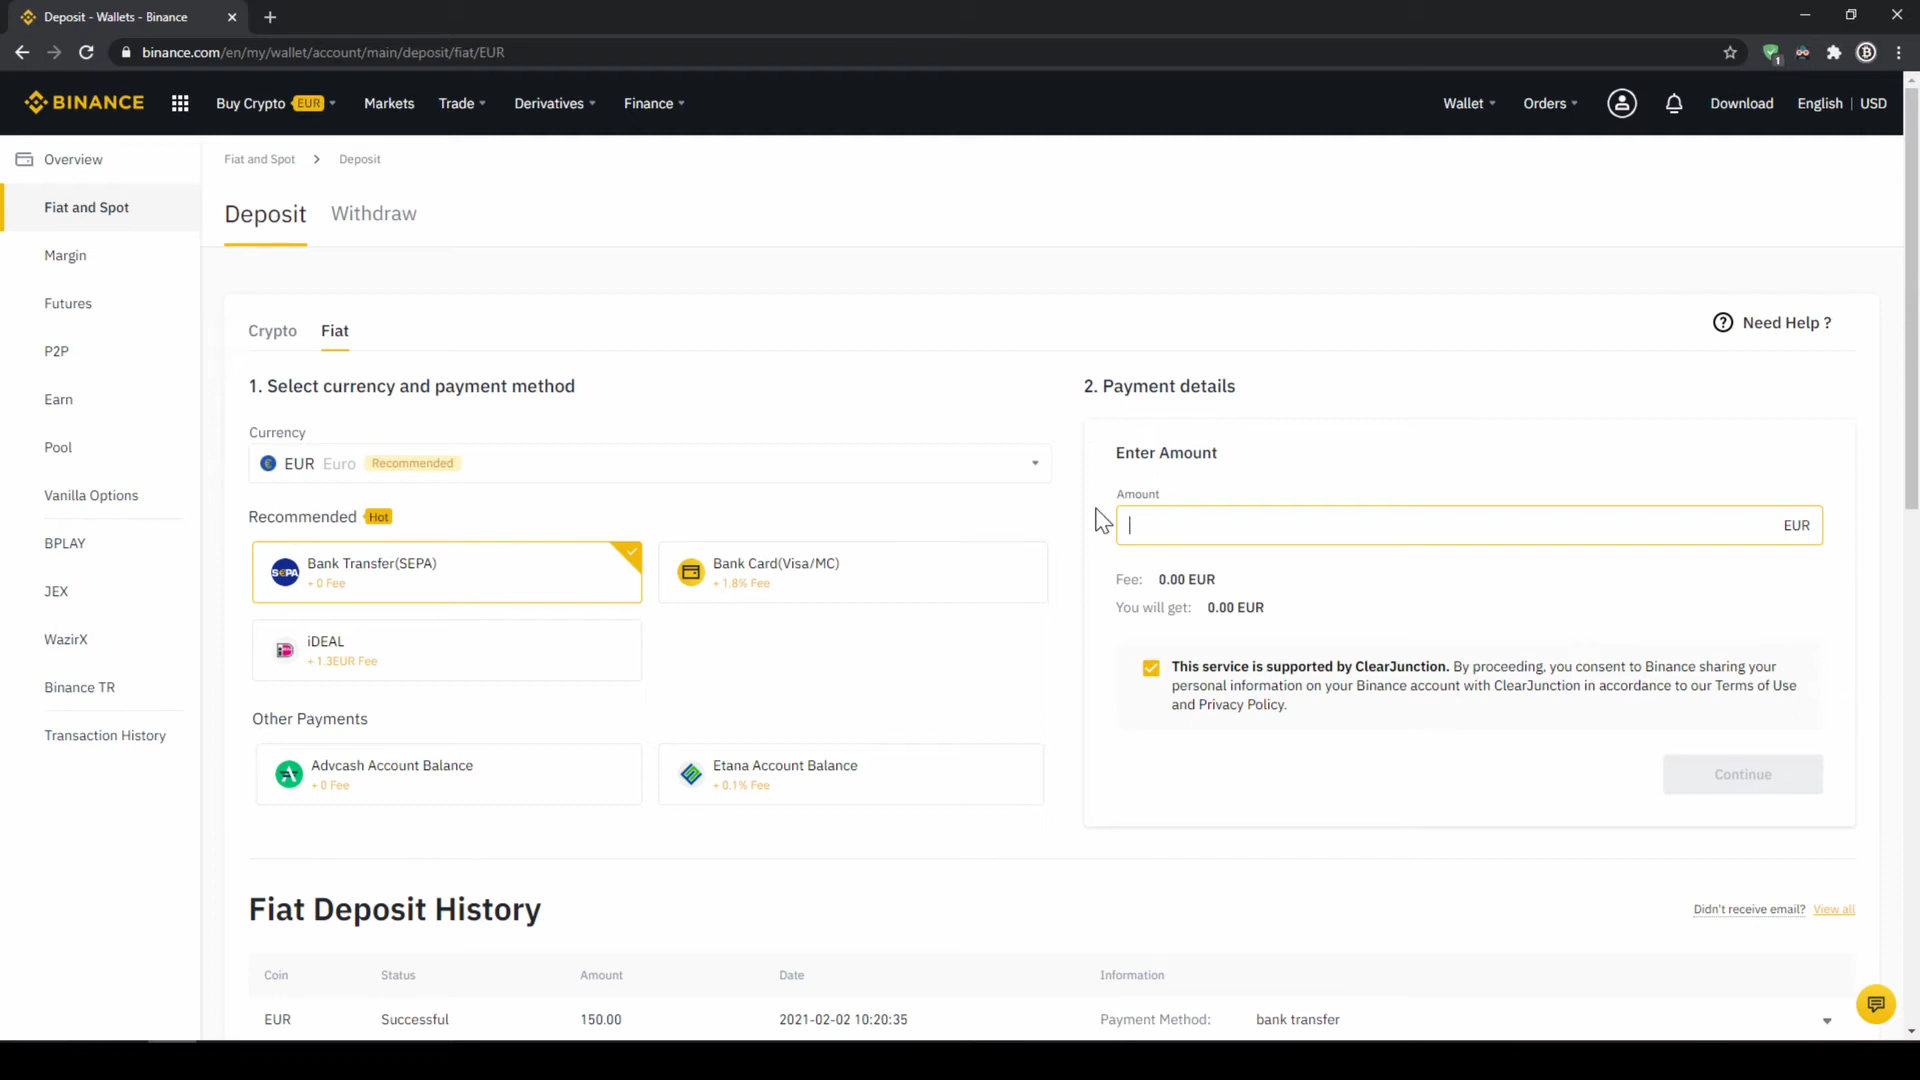 Deposit - Wallets - Binance
binance.com/en/my/wallet/account/main/deposit/fiat/EUR
1
BINANCE Buy Crypto EUR Markets Trade Derivatives Finance Wallet Orders Download English | USD
Overview
Fiat and Spot
Margin
Futures
P2P
Earn
Pool
Vanilla Options
BPLAY
JEX
WazirX
Binance TR
Transaction History
Fiat and Spot > Deposit
Deposit Withdraw
Crypto Fiat
Need Help ?
1. Select currency and payment method
Currency
EUR Euro Recommended
Recommended Hot
SEPA
Bank Transfer(SEPA)
+ 0 Fee
Bank Card(Visa/MC)
+ 1.8% Fee
iDEAL
+ 1.3EUR Fee
Other Payments
Advcash Account Balance
+ 0 Fee
Etana Account Balance
+ 0.1% Fee
2. Payment details
Enter Amount
Amount
EUR
Fee: 0.00 EUR
You will get: 0.00 EUR
This service is supported by ClearJunction. By proceeding, you consent to Binance sharing your
personal information on your Binance account with ClearJunction in accordance to our Terms of Use
and Privacy Policy.
Continue
Fiat Deposit History
Didn't receive email? View all
Coin Status Amount Date Information
EUR Successful 150.00 2021-02-02 10:20:35 Payment Method: bank transfer